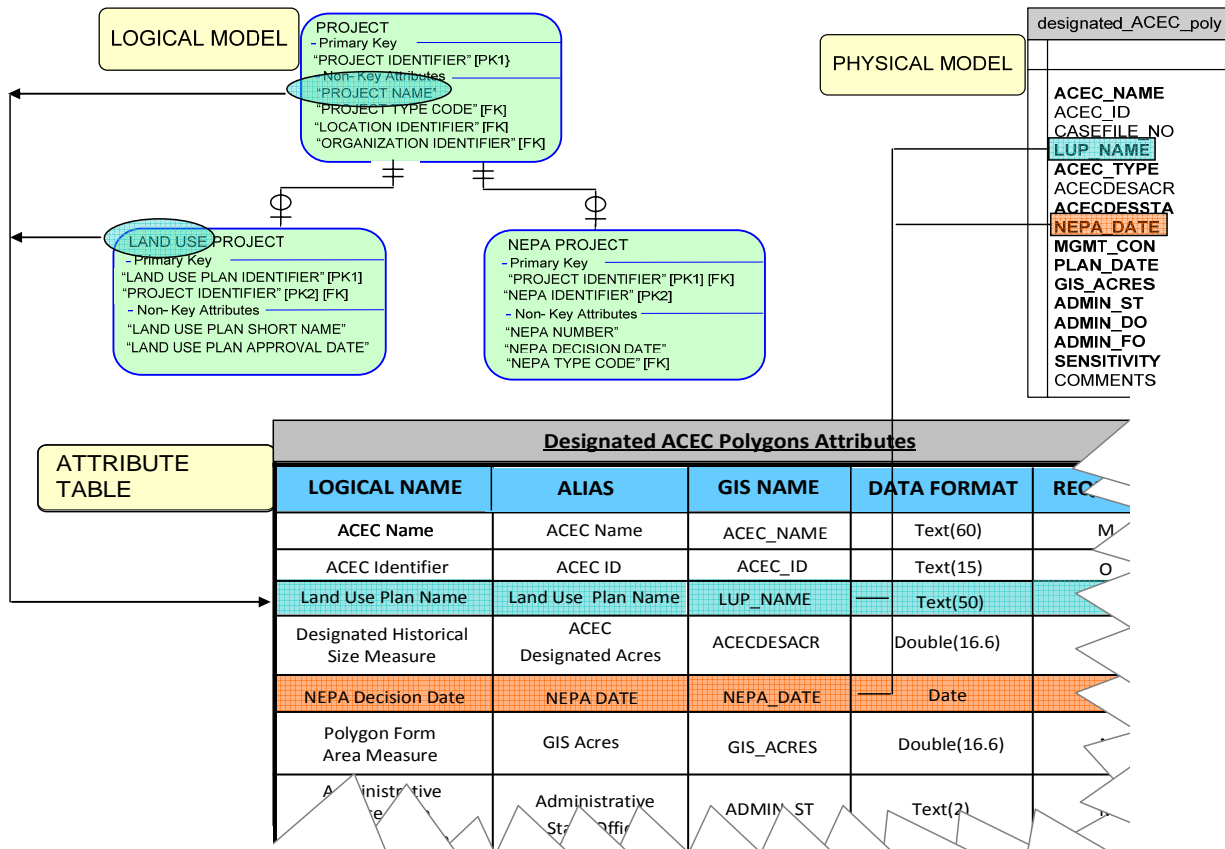 LOGICAL MODEL
PROJECT
- Primary Key
“PROJECT IDENTIFIER” [PK1}
- Non- Key Attributes
“PROJECT NAME”
“PROJECT TYPE CODE” [FK]
“LOCATION IDENTIFIER” [FK]
“ORGANIZATION IDENTIFIER” [FK]
LAND USE PROJECT
- Primary Key
“LAND USE PLAN IDENTIFIER” [PK1]
“PROJECT IDENTIFIER” [PK2] [FK]
- Non-Key Attributes
“LAND USE PLAN SHORT NAME”
“LAND USE PLAN APPROVAL DATE”
NEPA PROJECT
- Primary Key
“PROJECT IDENTIFIER” [PK1] [FK]
“NEPA IDENTIFIER” [PK2]
- Non-Key Attributes
“NEPA NUMBER”
“NEPA DECISION DATE”
“NEPA TYPE CODE” [FK]
PHYSICAL MODEL
designated_ACEC_poly
ACEC_NAME
ACEC_ID
CASEFILE_NO
LUP_NAME
ACEC_TYPE
ACECDESACR
ACECDESSTA
NEPA_DATE
MGMT_CON
PLAN_DATE
GIS_ACRES
ADMIN_ST
ADMIN_DO
ADMIN_FO
SENSITIVITY
COMMENTS
ATTRIBUTE
TABLE
Designated ACEC Polygons Attributes
LOGICAL NAME ALIAS GIS NAME DATA FORMAT REQ
ACEC Name ACEC Name ACEC_NAME Text(60) M
ACEC Identifier ACEC ID ACEC_ID Text(15) O
Land Use Plan Name Land Use Plan Name LUP_NAME Text(50)
Designated Historical
Size Measure
ACEC
Designated Acres
ACECDESACR Double(16.6)
NEPA Decision Date NEPA DATE NEPA_DATE Date
Polygon Form
Area Measure
GIS Acres GIS_ACRES Double(16.6)
Administrative
Administrative
ADMIN_ST Text(2)